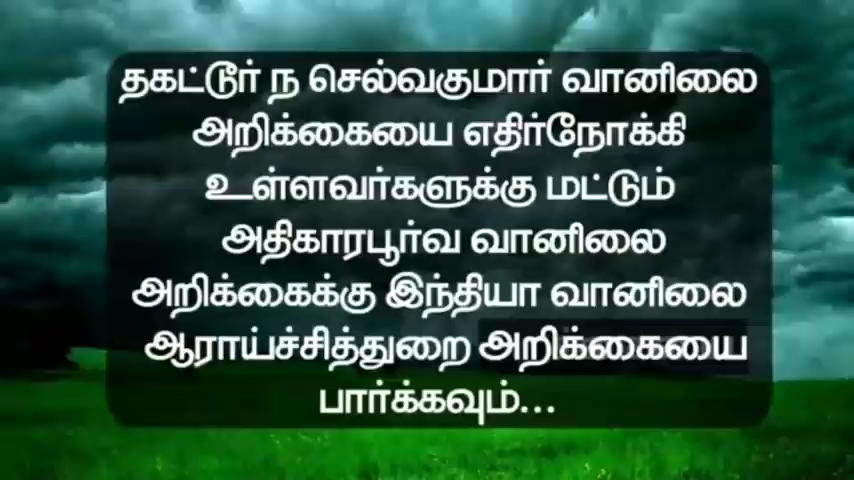 தகட்டூர் ந செல்வகுமார் வானிலை
அறிக்கையை எதிர்நோக்கி
உள்ளவர்களுக்கு மட்டும்
அதிகாரபூர்வ வானிலை
அறிக்கைக்கு இந்தியா வானிலை
ஆராய்ச்சித்துறை அறிக்கையை
பார்க்கவும்...